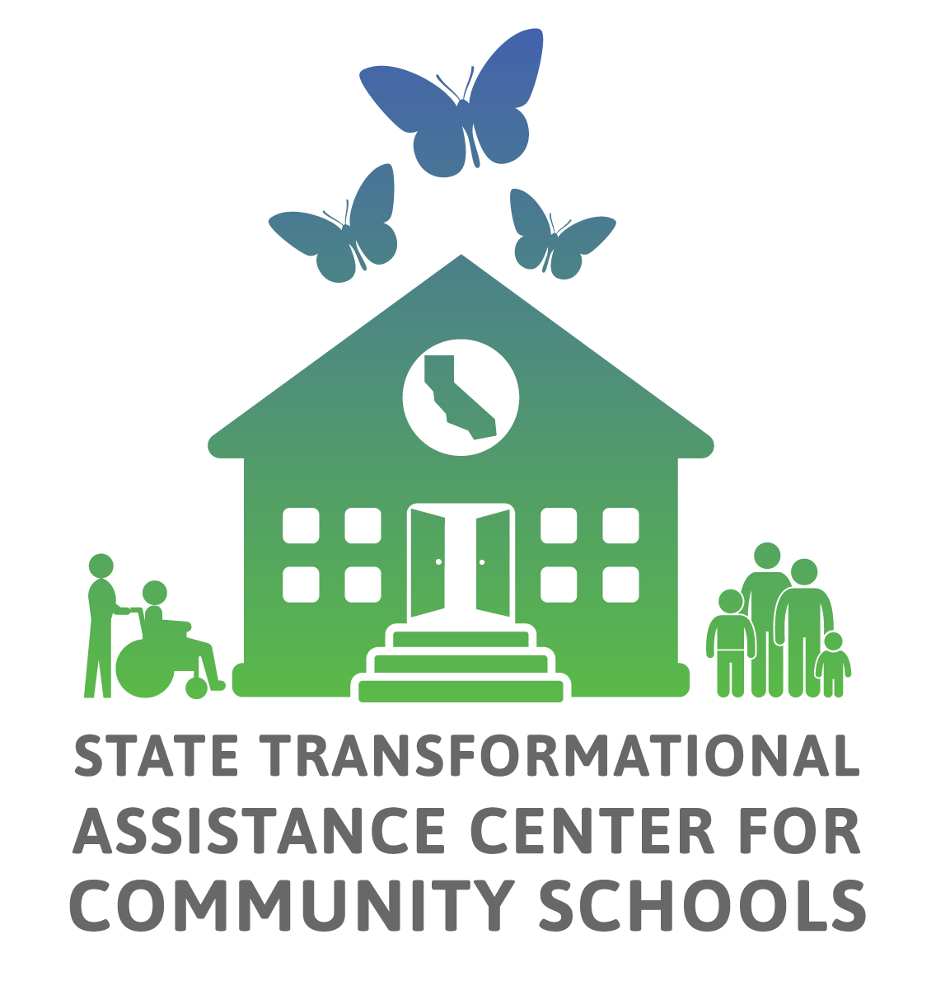 STATE TRANSFORMATIONAL
ASSISTANCE CENTER FOR
COMMUNITY SCHOOLS